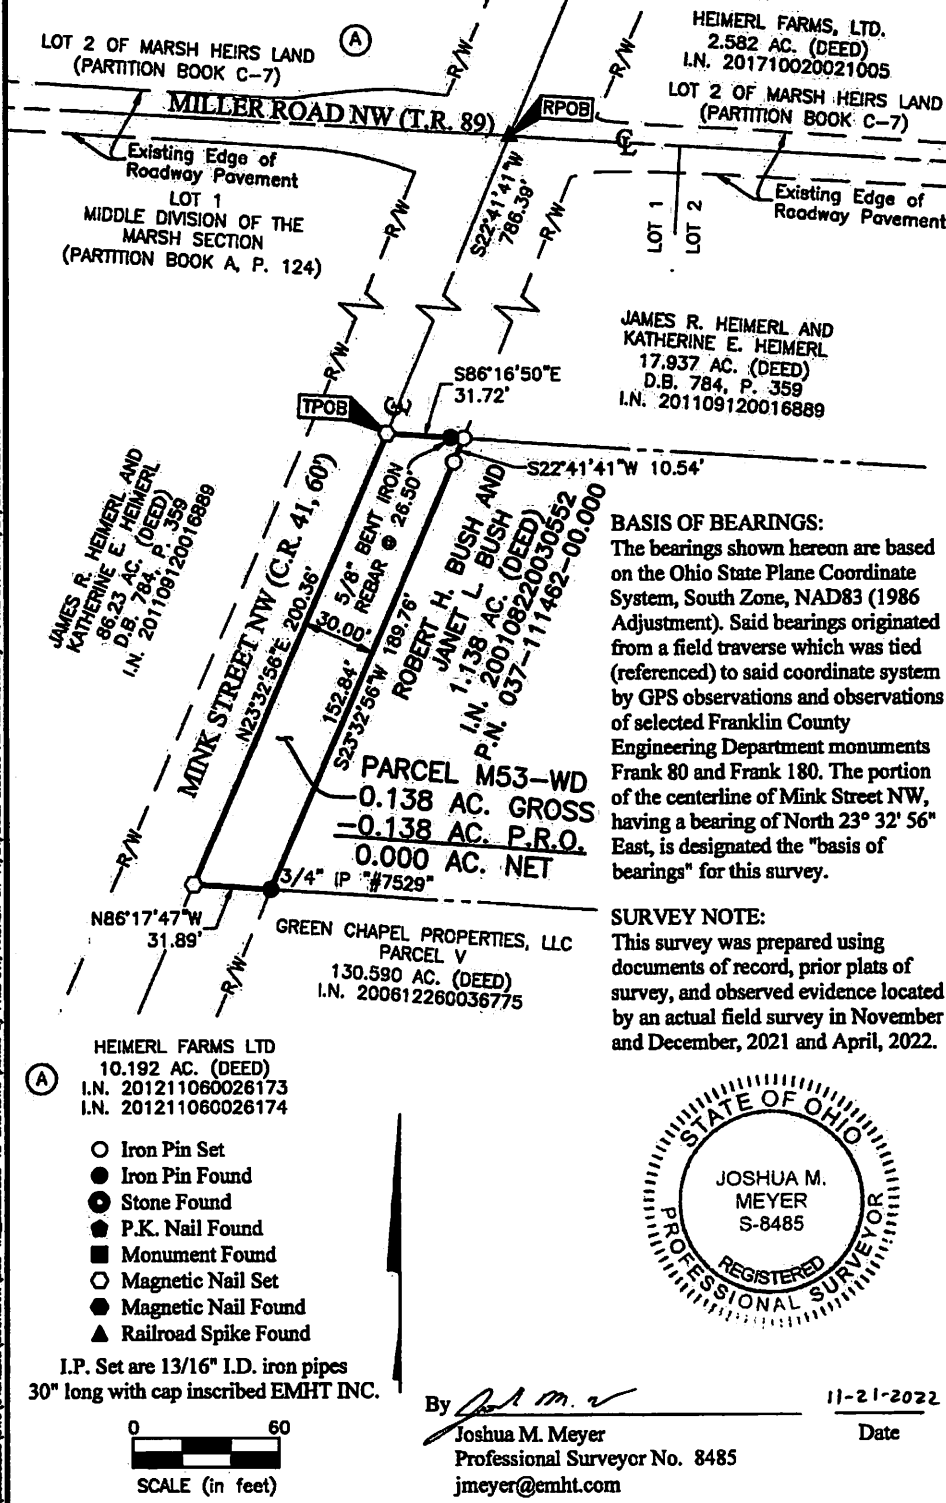 LOT 2 OF MARSH HEIRS LAND
(PARTITION BOOK C-7)
A
R/W
R/W
HEIMERL FARMS, LTD.
2.582 AC. (DEED)
I.N. 201710020021005
LOT 2 OF MARSH HEIRS LAND
(PARTITION BOOK C-7)
MILLER ROAD NW (T.R. 89)
RPOB
CL
Existing Edge of
Roadway Pavement
LOT 1
MIDDLE DIVISION OF THE
MARSH SECTION
(PARTITION BOOK A, P. 124)
R/W
S22°41'41"W
786.39'
R/W
LOT 1
LOT 2
Existing Edge of
Roadway Pavement
JAMES R. HEIMERL AND
KATHERINE E. HEIMERL
17.937 AC. (DEED)
D.B. 784, P. 359
I.N. 201109120016889
R/W
S86°16'50"E
31.72'
TPOB
CL
S22°41'41"W 10.54'
JAMES R. HEIMERL AND
KATHERINE E. HEIMERL
86.23 AC. (DEED)
D.B. 784, P. 359
I.N. 201109120016889
MINK STREET NW (C.R. 41, 60')
N23°32'56"E 200.36'
30.00'
5/8" BENT IRON
REBAR @ 26.50'
152.84'
S23°32'56"W 189.76'
ROBERT H. BUSH AND
JANET L. BUSH
1.138 AC. (DEED)
I.N. 200108220030552
P.N. 037-111462-00.000
PARCEL M53-WD
0.138 AC. GROSS
-0.138 AC. P.R.O.
0.000 AC. NET
R/W
3/4" IP "#7529"
N86°17'47"W
31.89'
R/W
GREEN CHAPEL PROPERTIES, LLC
PARCEL V
130.590 AC. (DEED)
I.N. 200612260036775
BASIS OF BEARINGS:
The bearings shown hereon are based
on the Ohio State Plane Coordinate
System, South Zone, NAD83 (1986
Adjustment). Said bearings originated
from a field traverse which was tied
(referenced) to said coordinate system
by GPS observations and observations
of selected Franklin County
Engineering Department monuments
Frank 80 and Frank 180. The portion
of the centerline of Mink Street NW,
having a bearing of North 23° 32' 56"
East, is designated the "basis of
bearings" for this survey.
SURVEY NOTE:
This survey was prepared using
documents of record, prior plats of
survey, and observed evidence located
by an actual field survey in November
and December, 2021 and April, 2022.
A
HEIMERL FARMS LTD
10.192 AC. (DEED)
I.N. 201211060026173
I.N. 201211060026174
Iron Pin Set
Iron Pin Found
Stone Found
P.K. Nail Found
Monument Found
Magnetic Nail Set
Magnetic Nail Found
Railroad Spike Found
I.P. Set are 13/16" I.D. iron pipes
30" long with cap inscribed EMHT INC.
0 60
SCALE (in feet)
STATE OF OHIO
JOSHUA M.
MEYER
S-8485
REGISTERED
PROFESSIONAL SURVEYOR
By
11-21-2022
Joshua M. Meyer
Date
Professional Surveyor No. 8485
jmeyer@emht.com